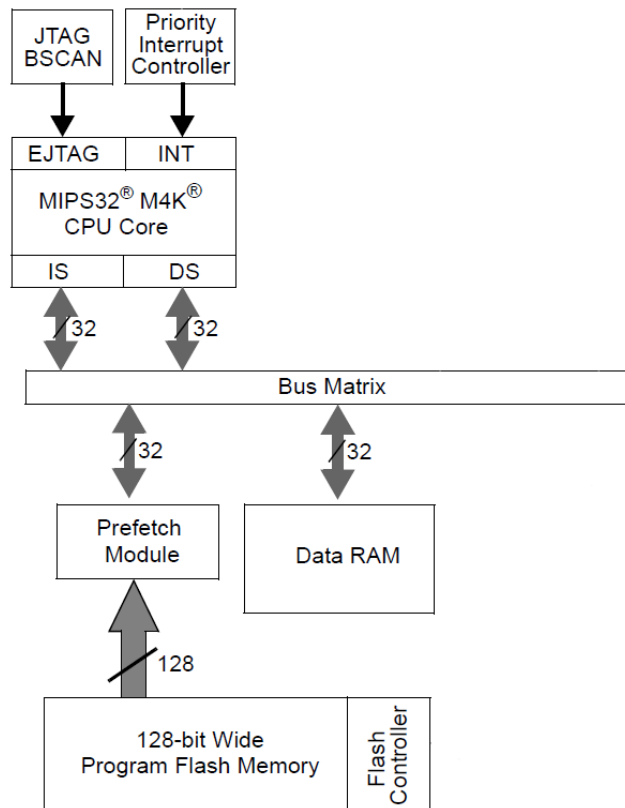 JTAG
BSCAN
Priority
Interrupt
Controller
EJTAG
INT
MIPS32® M4K®
CPU Core
IS
DS
32
32
Bus Matrix
32
32
Prefetch
Module
Data RAM
128
128-bit Wide
Program Flash Memory
Flash
Controller